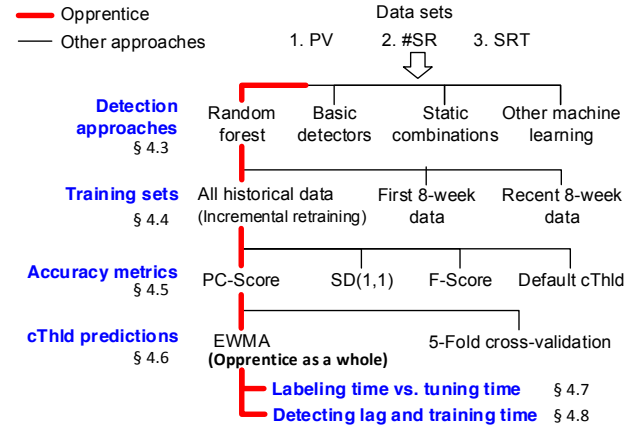 Opprentice
Other approaches
Data sets
1. PV 2. #SR 3. SRT
Detection approaches
§ 4.3
Random forest
Basic detectors
Static combinations
Other machine learning
Training sets
§ 4.4
All historical data
(Incremental retraining)
First 8-week data
Recent 8-week data
Accuracy metrics
§ 4.5
PC-Score
SD(1,1)
F-Score
Default cThld
cThld predictions
§ 4.6
EWMA
(Opprentice as a whole)
5-Fold cross-validation
Labeling time vs. tuning time § 4.7
Detecting lag and training time § 4.8